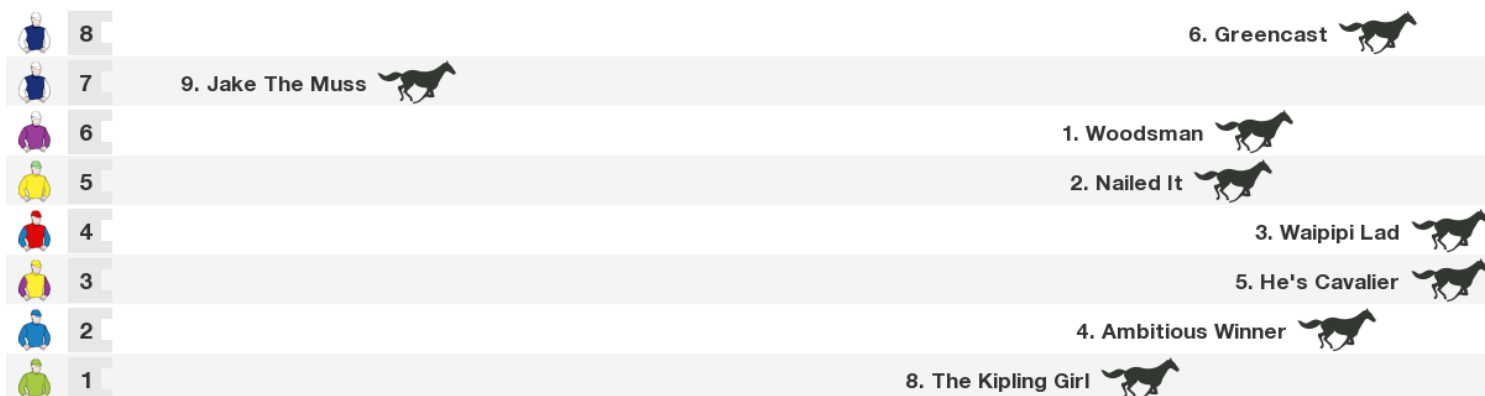 8 6. Greencast
7 9. Jake The Muss
6 1. Woodsman
5 2. Nailed It
4 3. Waipipi Lad
3 5. He's Cavalier
2 4. Ambitious Winner
1 8. The Kipling Girl